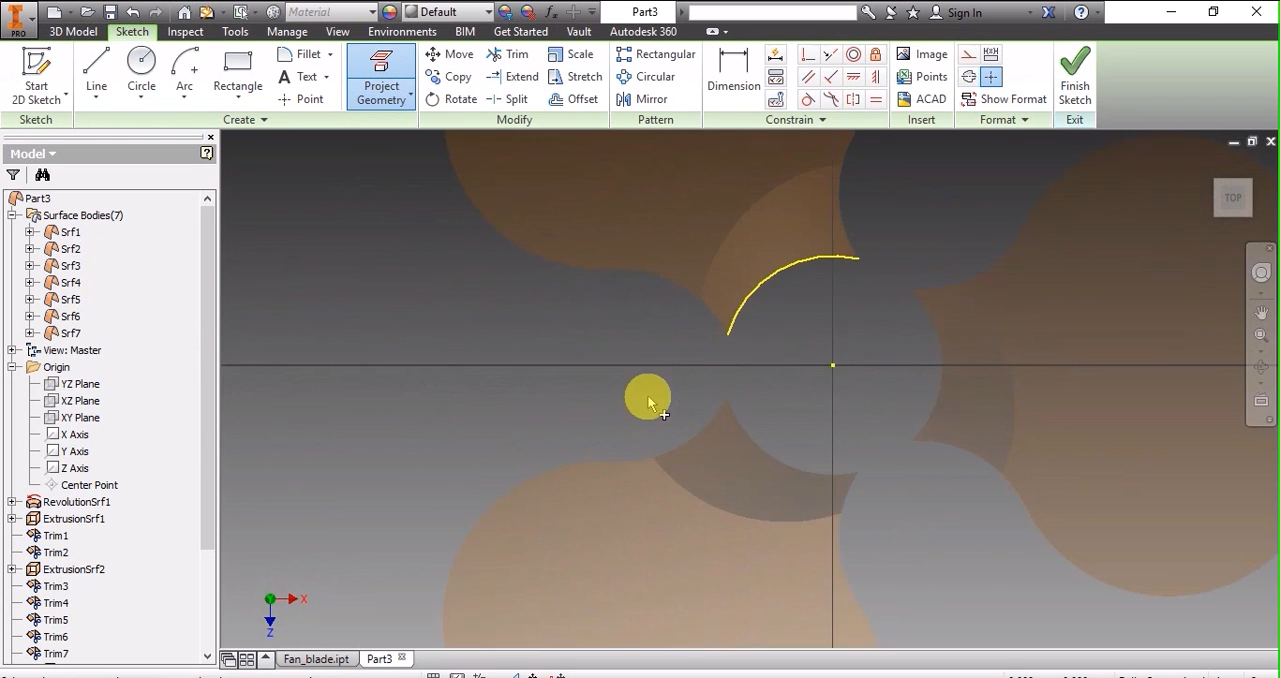 Material Default fx Part3 Sign In
PRO 3D Model Sketch Inspect Tools Manage View Environments BIM Get Started Vault Autodesk 360
Start 2D Sketch Line Circle Arc Rectangle Fillet Text Point Project Geometry
Move Trim Scale
Copy Extend Stretch
Rotate Split Offset
Rectangular
Circular
Mirror
Dimension
Image
Points
ACAD
Show Format
Finish Sketch
Sketch Create Modify Pattern Constrain Insert Format Exit
Model
Part3
Surface Bodies(7)
Srf1
Srf2
Srf3
Srf4
Srf5
Srf6
Srf7
View: Master
Origin
YZ Plane
XZ Plane
XY Plane
X Axis
Y Axis
Z Axis
Center Point
RevolutionSrf1
ExtrusionSrf1
Trim1
Trim2
ExtrusionSrf2
Trim3
Trim4
Trim5
Trim6
Trim7
TOP
X
Z
Fan_blade.ipt Part3